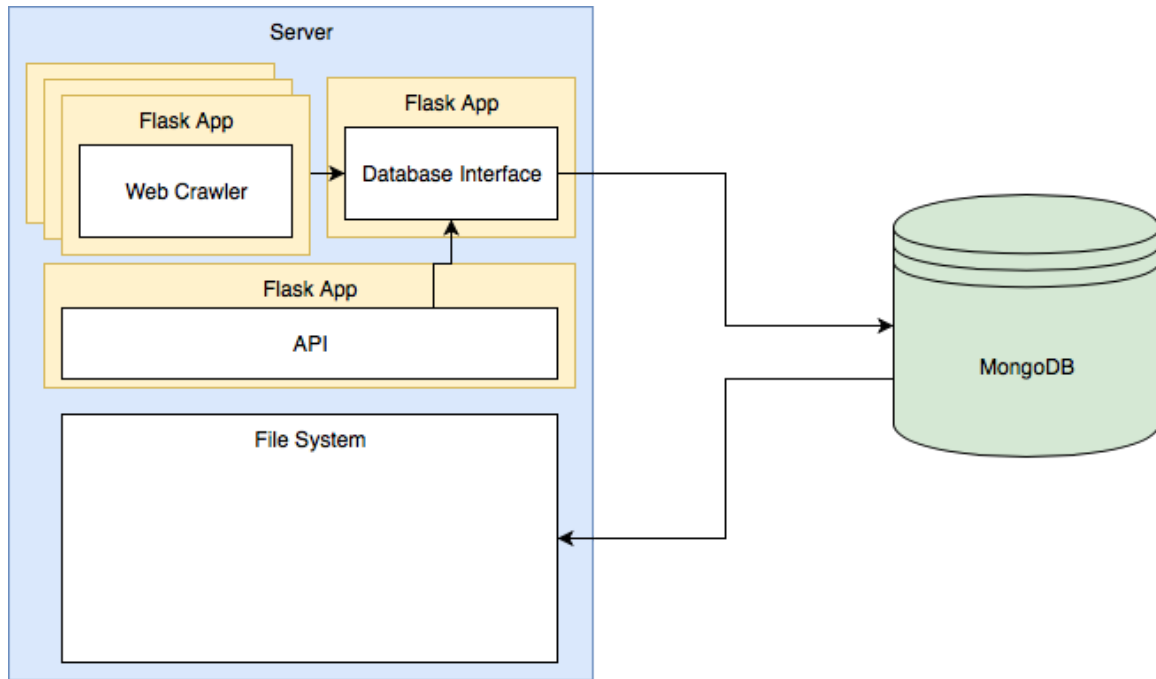 Server
Flask App
Web Crawler
Flask App
Database Interface
Flask App
API
File System
MongoDB